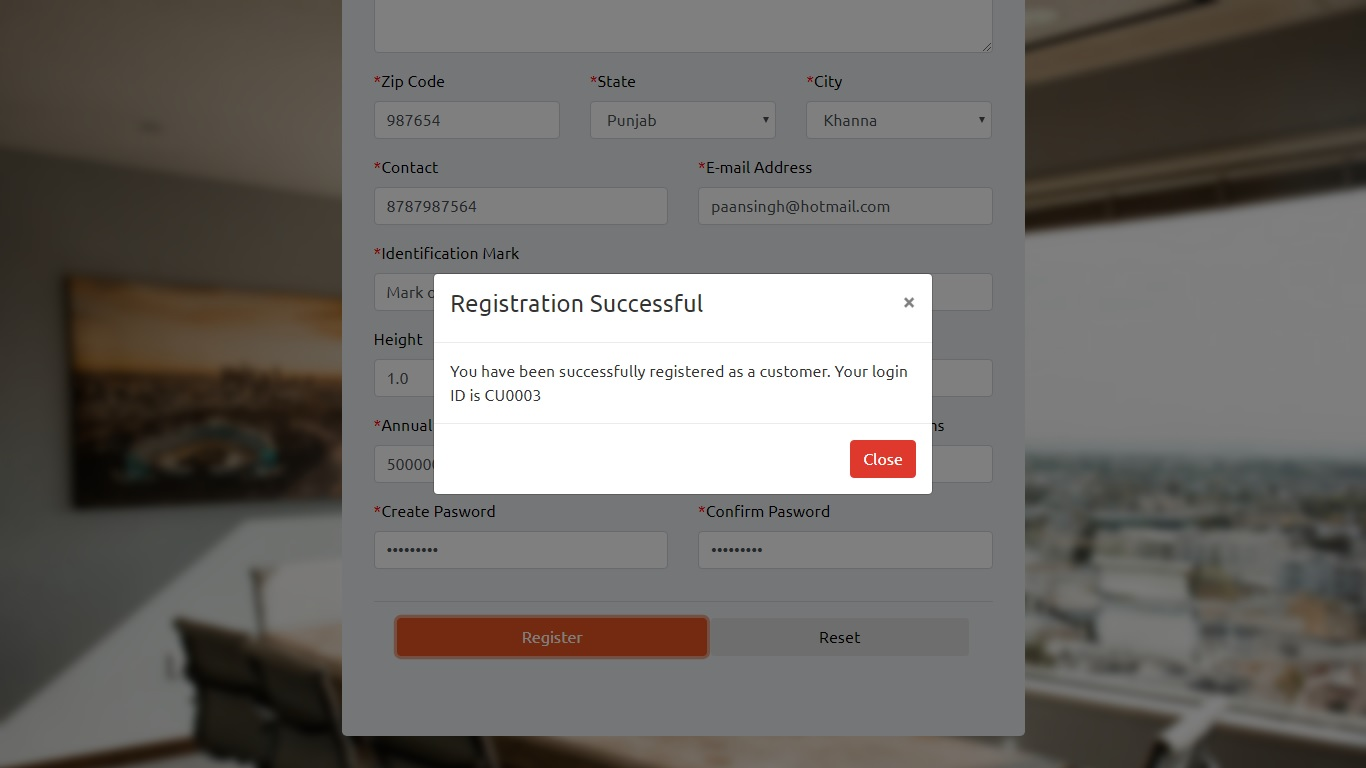 *Zip Code *State *City
987654 Punjab Khanna
*Contact *E-mail Address
8787987564 paansingh@hotmail.com
*Identification Mark
Mark
Registration Successful ×
Height
You have been successfully registered as a customer. Your login
1.0
ID is CU0003
*Annual
Close
*Create Pasword *Confirm Pasword
••••••••• •••••••••
Register Reset